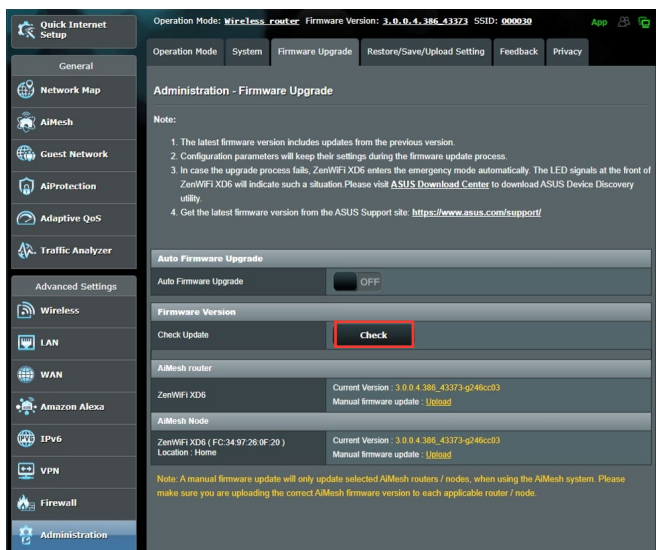 Quick Internet
Setup
General
Network Map
AiMesh
Guest Network
AiProtection
Adaptive QoS
Traffic Analyzer
Advanced Settings
Wireless
LAN
WAN
Amazon Alexa
IPv6
VPN
Firewall
Administration
Operation Mode: Wireless router Firmware Version: 3.0.0.4.386_43373 SSID: 000030
App
Operation Mode System Firmware Upgrade Restore/Save/Upload Setting Feedback Privacy
Administration - Firmware Upgrade
Note:
1. The latest firmware version includes updates from the previous version.
2. Configuration parameters will keep their settings during the firmware update process.
3. In case the upgrade process fails, ZenWiFi XD6 enters the emergency mode automatically. The LED signals at the front of
ZenWiFi XD6 will indicate such a situation.Please visit ASUS Download Center to download ASUS Device Discovery
utility.
4. Get the latest firmware version from the ASUS Support site: https://www.asus.com/support/
Auto Firmware Upgrade
Auto Firmware Upgrade OFF
Firmware Version
Check Update Check
AiMesh router
ZenWiFi XD6
Current Version : 3.0.0.4.386_43373-g246cc03
Manual firmware update : Upload
AiMesh Node
ZenWiFi XD6 ( FC:34:97:26:0F:20 )
Location : Home
Current Version : 3.0.0.4.386_43373-g246cc03
Manual firmware update : Upload
Note: A manual firmware update will only update selected AiMesh routers / nodes, when using the AiMesh system. Please
make sure you are uploading the correct AiMesh firmware version to each applicable router / node.